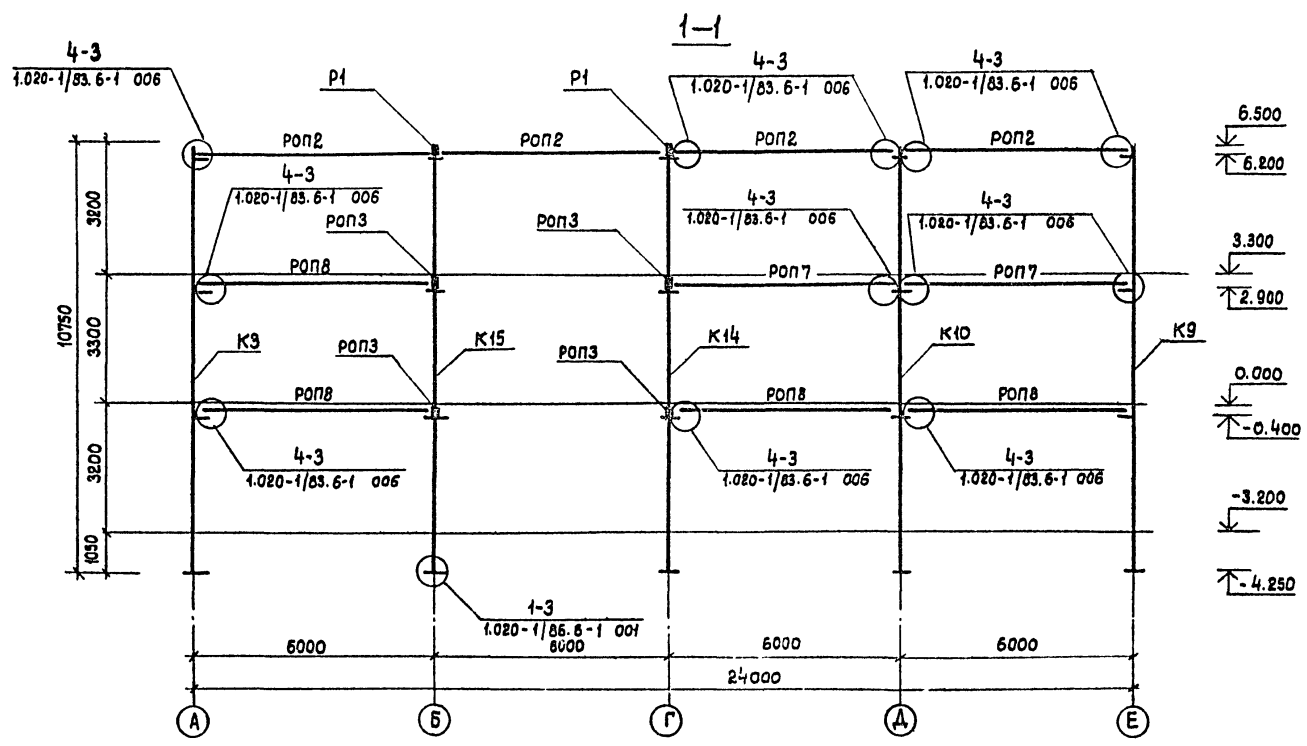 1-1
4-3
1.020-1/83.6-1 006
Р1
Р1
4-3
1.020-1/83.6-1 006
4-3
1.020-1/83.6-1 006
6.500
6.200
РОП2
РОП2
РОП2
РОП2
4-3
1.020-1/83.6-1 006
РОП3
РОП3
4-3
1.020-1/83.6-1 006
4-3
1.020-1/83.6-1 006
3.300
2.900
РОП8
РОП7
РОП7
К9
РОП3
К15
РОП3
К14
К10
К9
0.000
-0.400
РОП8
РОП8
РОП8
4-3
1.020-1/83.6-1 006
4-3
1.020-1/83.6-1 006
4-3
1.020-1/83.6-1 006
-3.200
-4.250
10750
3200
3300
3200
1050
1-3
1.020-1/86.6-1 001
6000
6000
6000
6000
24000
А
Б
Г
Д
Е